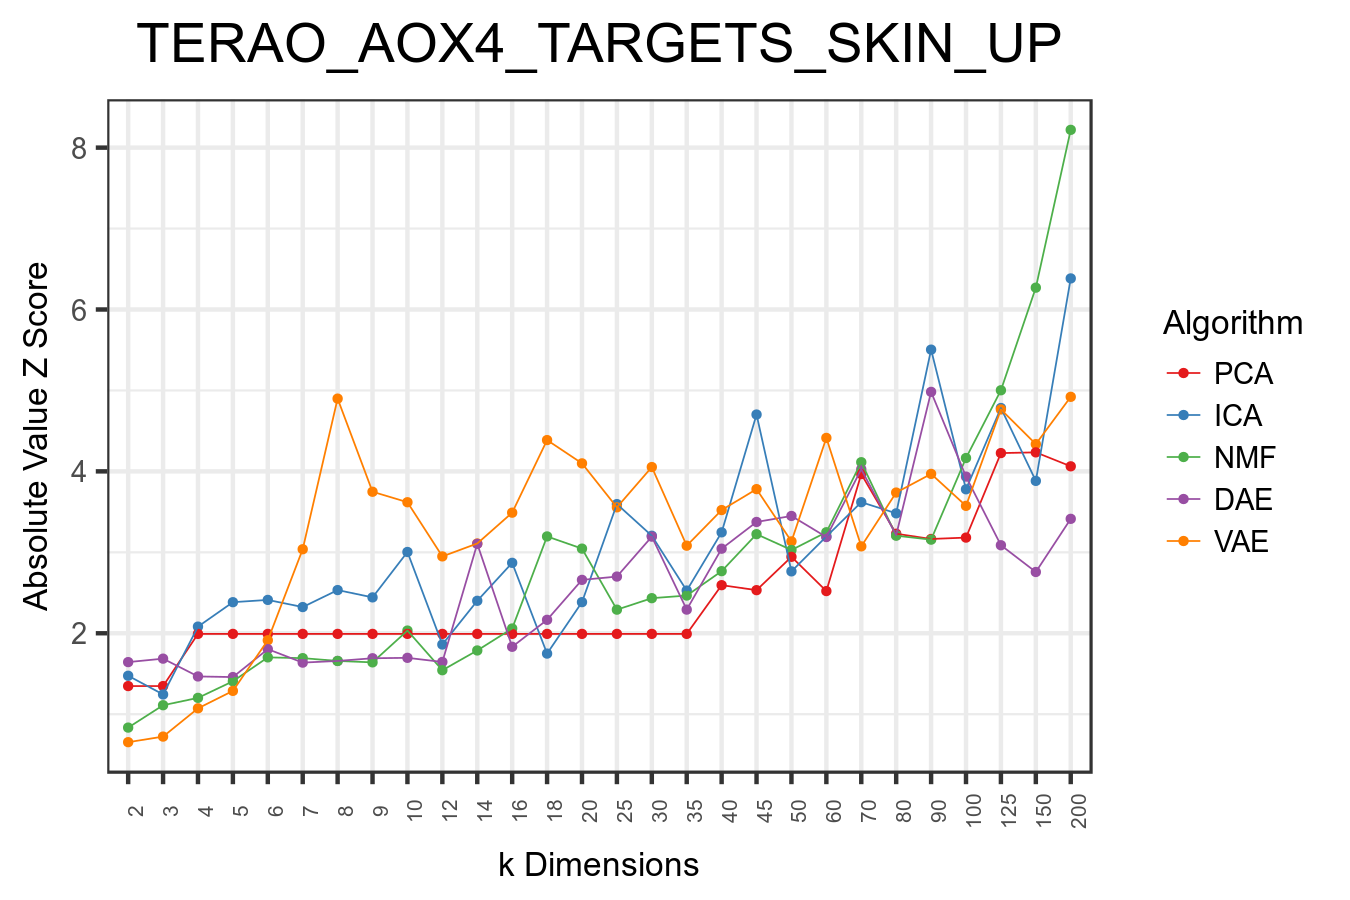 TERAO_AOX4_TARGETS_SKIN_UP
Absolute Value Z Score
8
6
4
2
2 3 4 5 6 7 8 9 10 12 14 16 18 20 25 30 35 40 45 50 60 70 80 90 100 125 150 200
k Dimensions
Algorithm
PCA
ICA
NMF
DAE
VAE